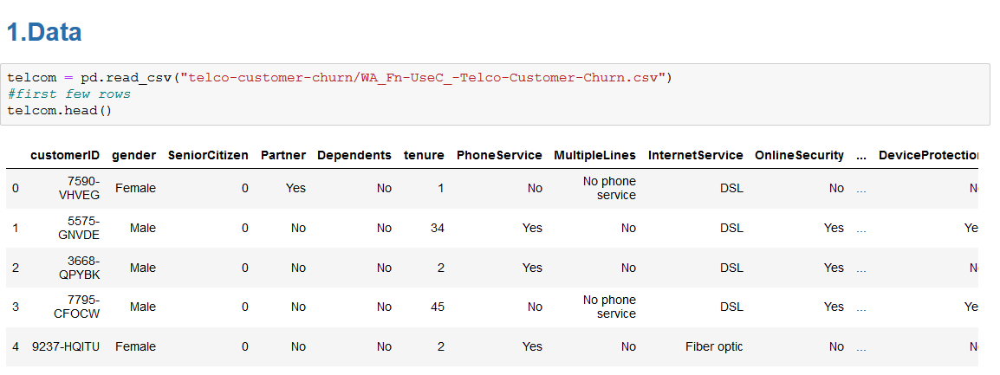 1.Data
telcom = pd.read_csv("telco-customer-churn/WA_Fn-UseC_-Telco-Customer-Churn.csv")
#first few rows
telcom.head()
customerID gender SeniorCitizen Partner Dependents tenure PhoneService MultipleLines InternetService OnlineSecurity ... DeviceProtection
0 7590-VHVEG Female 0 Yes No 1 No No phone service DSL No ... No
1 5575-GNVDE Male 0 No No 34 Yes No DSL Yes ... Ye
2 3668-QPYBK Male 0 No No 2 Yes No DSL Yes ... No
3 7795-CFOCW Male 0 No No 45 No No phone service DSL Yes ... Ye
4 9237-HQITU Female 0 No No 2 Yes No Fiber optic No ... No